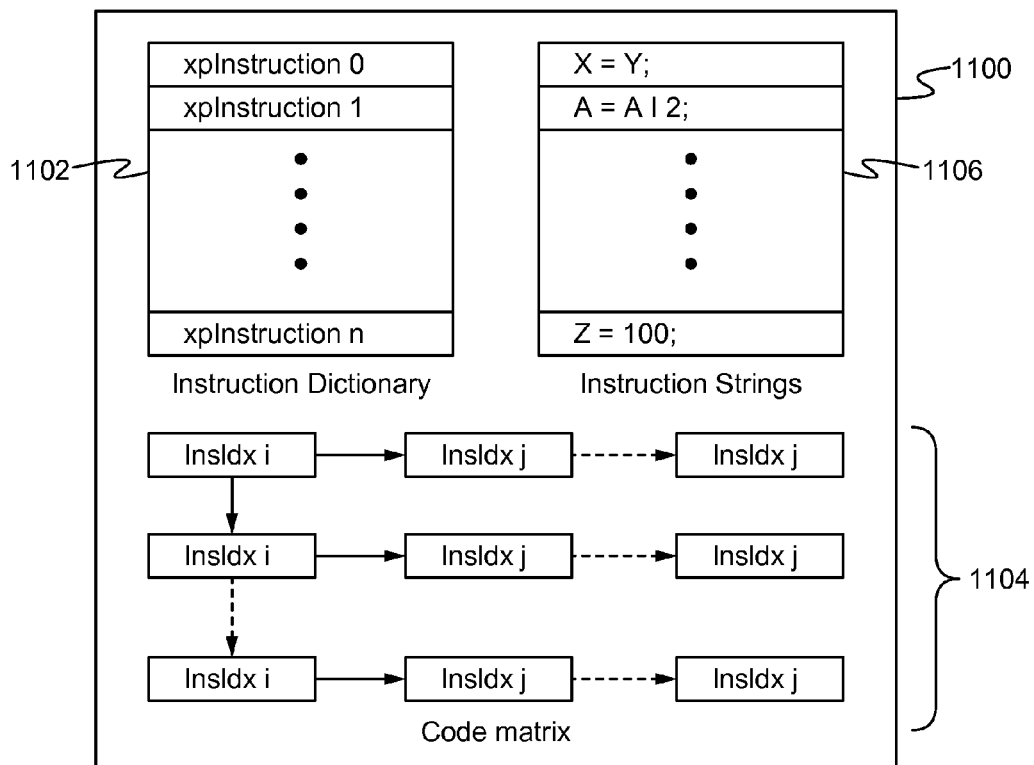 xpInstruction 0
X = Y;
1100
xpInstruction 1
A = A I 2;
1102
1106
xpInstruction n
Z = 100;
Instruction Dictionary
Instruction Strings
InsIdx i
InsIdx j
InsIdx j
InsIdx i
InsIdx j
InsIdx j
1104
InsIdx i
InsIdx j
InsIdx j
Code matrix